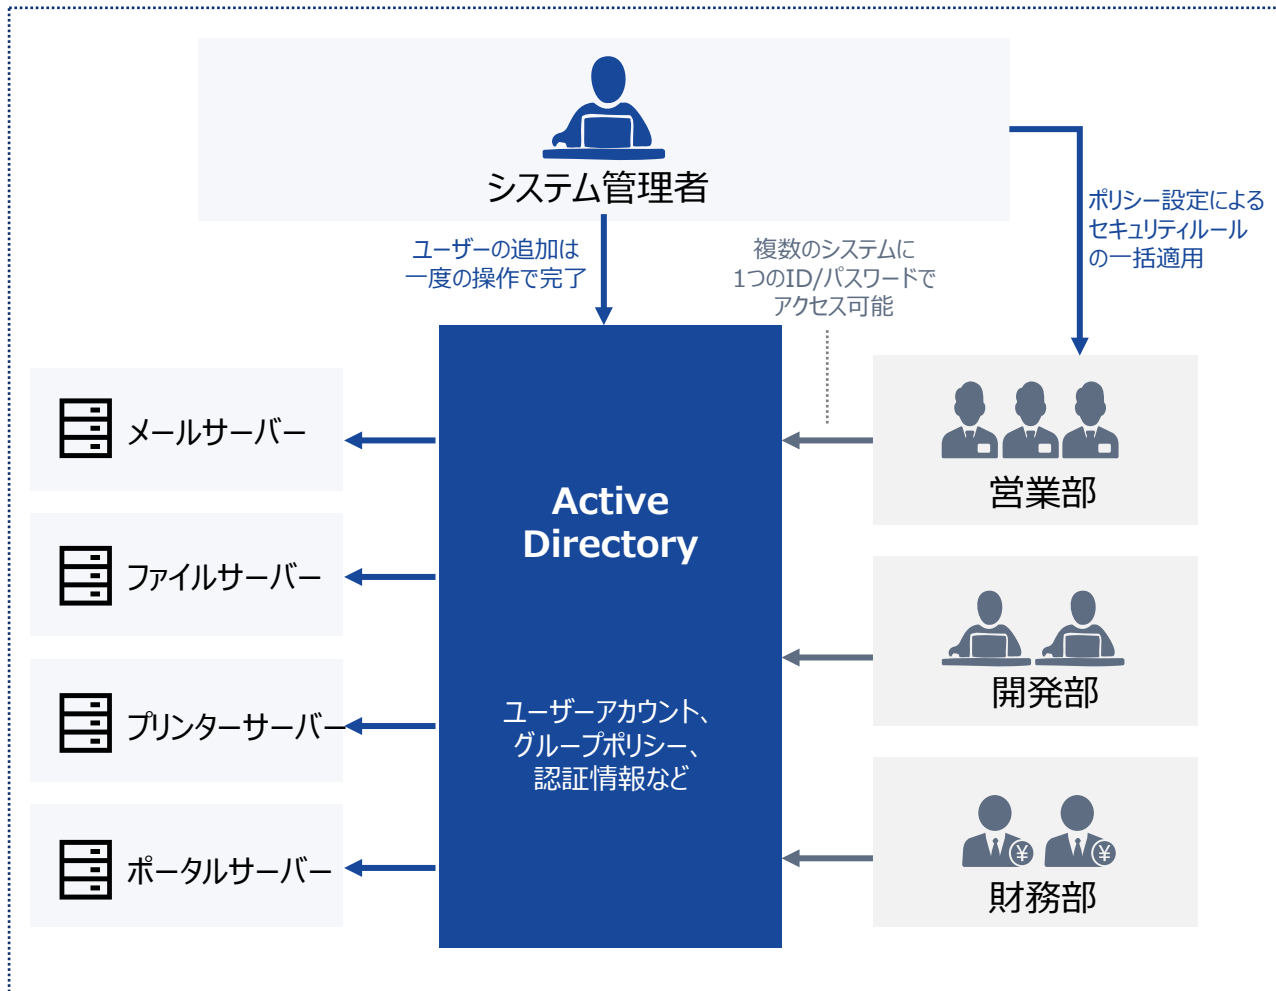 システム管理者
ユーザーの追加は
一度の操作で完了
複数のシステムに
1つのID/パスワードで
アクセス可能
ポリシー設定による
セキュリティルール
の一括適用
メールサーバー
ファイルサーバー
プリンターサーバー
ポータルサーバー
Active
Directory
ユーザーアカウント、
グループポリシー、
認証情報など
営業部
開発部
¥
¥
財務部